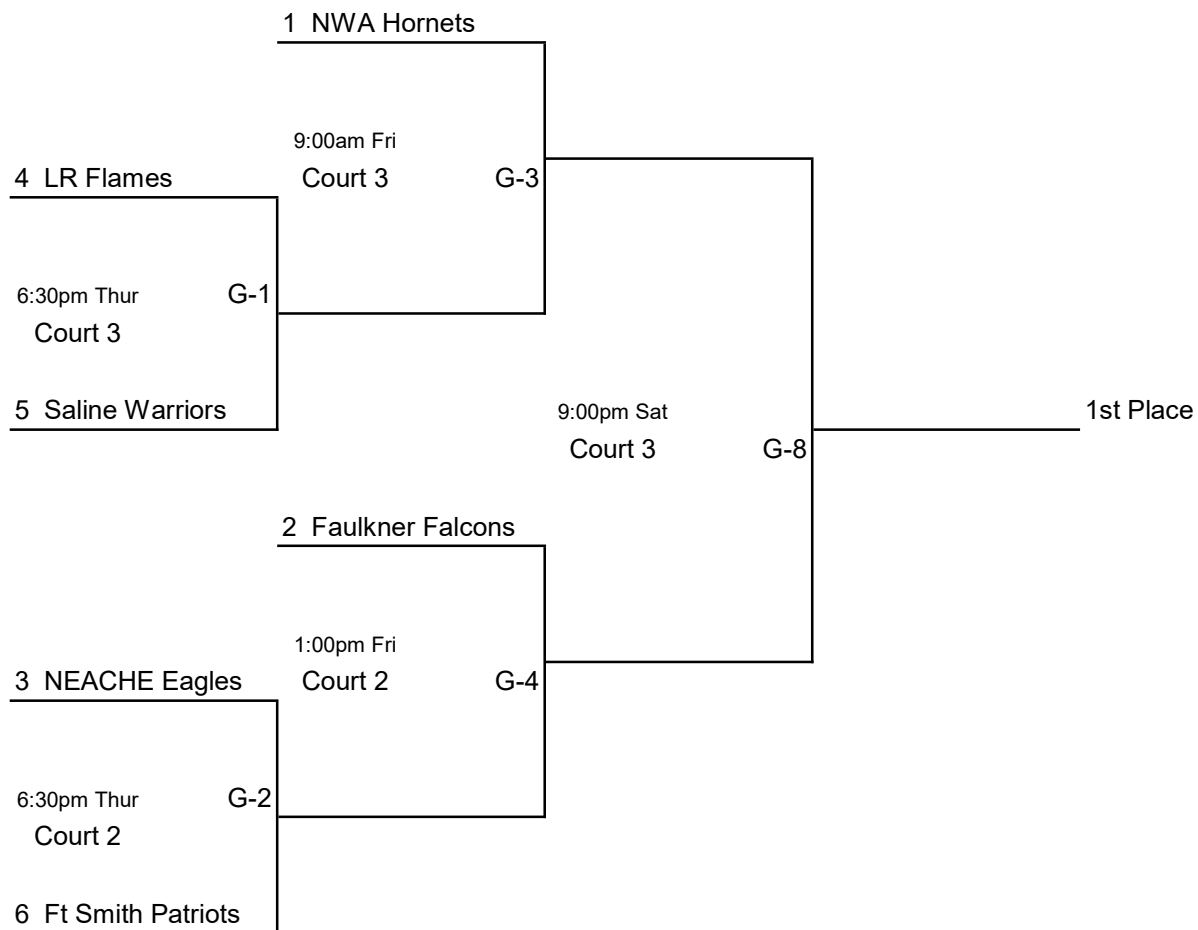 1 NWA Hornets
9:00am Fri
Court 3
G-3
4 LR Flames
6:30pm Thur
G-1
Court 3
5 Saline Warriors
9:00pm Sat
Court 3
G-8
1st Place
2 Faulkner Falcons
1:00pm Fri
Court 2
G-4
3 NEACHE Eagles
6:30pm Thur
G-2
Court 2
6 Ft Smith Patriots